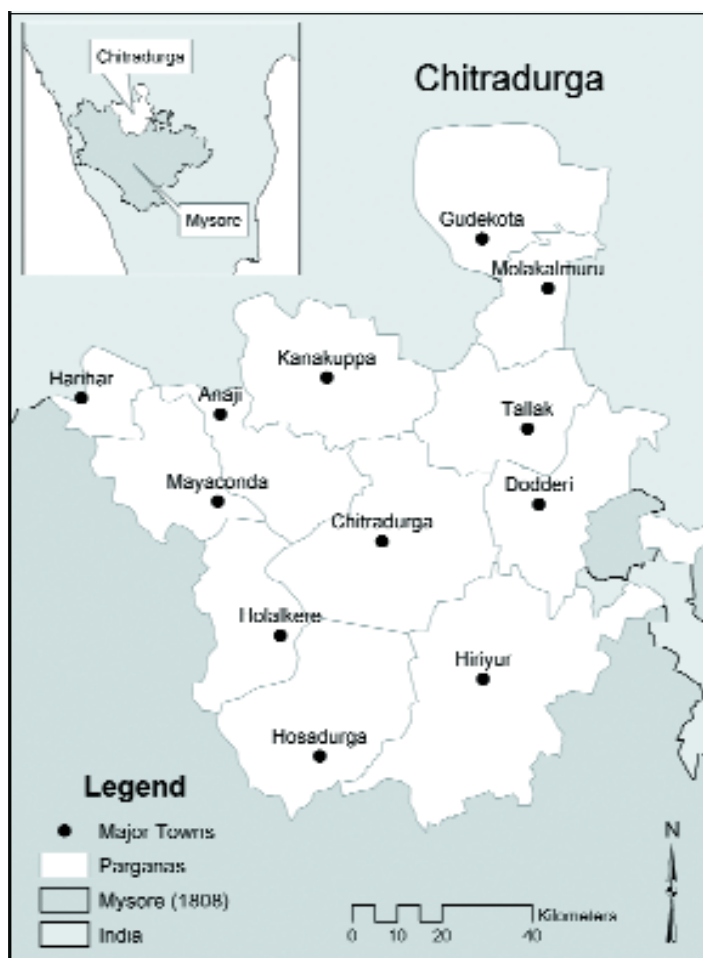 Chitradurga
Mysore
Chitradurga
Gudekota
Molakalmuru
Kanakuppa
Harihar
Anaji
Tallak
Mayaconda
Dodderi
Chitradurga
Holalkere
Hiriyur
Hosadurga
Legend
Major Towns
Parganas
Mysore (1808)
India
N
Kilometers
0 10 20 40